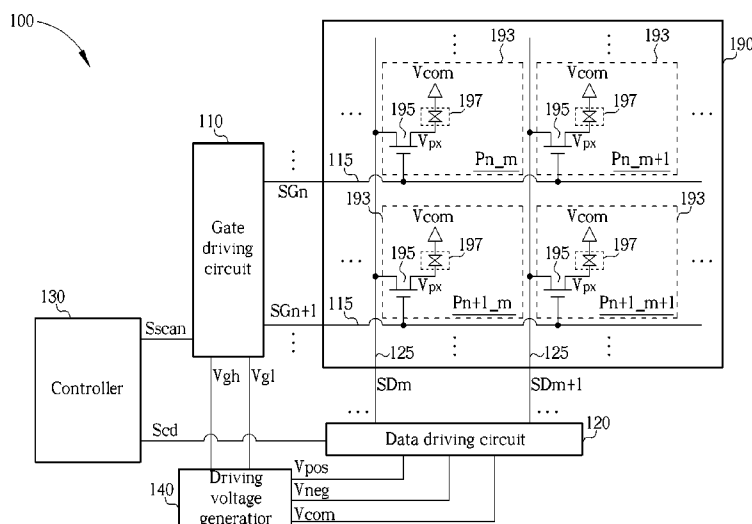 100
193
193
190
Vcom
Vcom
195
197
195
197
Vpx
Vpx
110
115
Pn_m
Pn_m+1
SGn
193
193
Gate
driving
circuit
Vcom
Vcom
195
197
195
197
Vpx
Vpx
130
SGn+1
115
Pn+1_m
Pn+1_m+1
Sscan
125
125
Controller
Vgh
Vgl
SDm
SDm+1
120
Scd
Data driving circuit
Vpos
140
Driving
voltage
generation
Vneg
Vcom